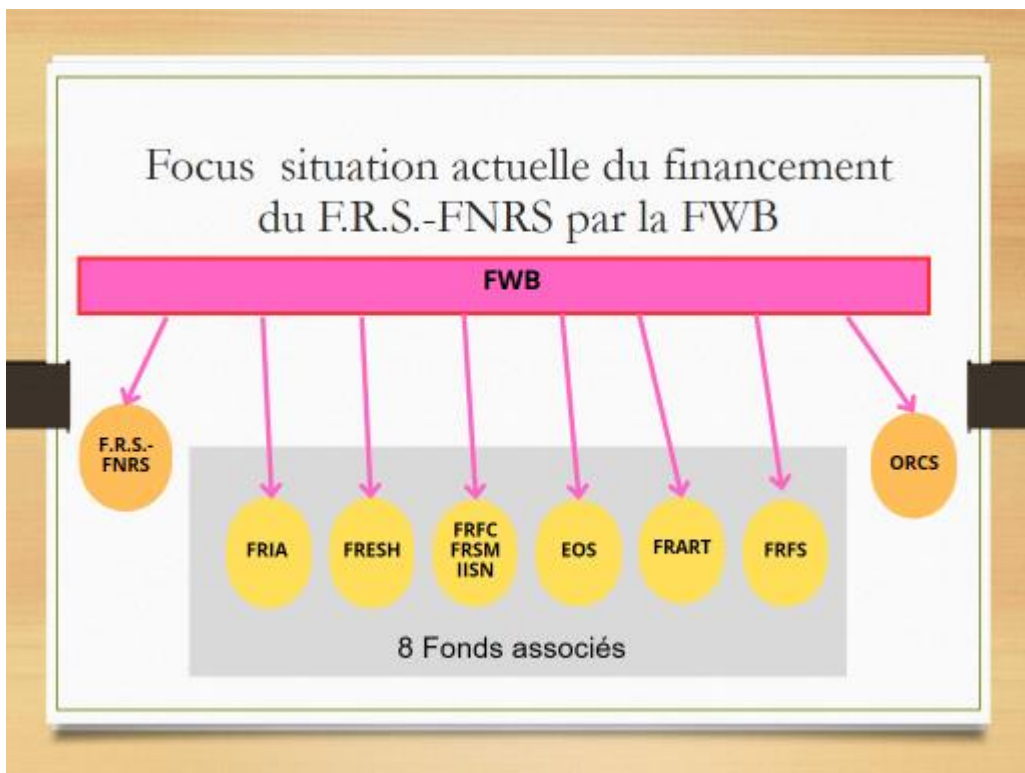 Focus situation actuelle du financement
du F.R.S.-FNRS par la FWB
FWB
F.R.S.-
FNRS
ORCS
FRIA
FRESH
FRFC
FRSM
IISN
EOS
FRART
FRFS
8 Fonds associés